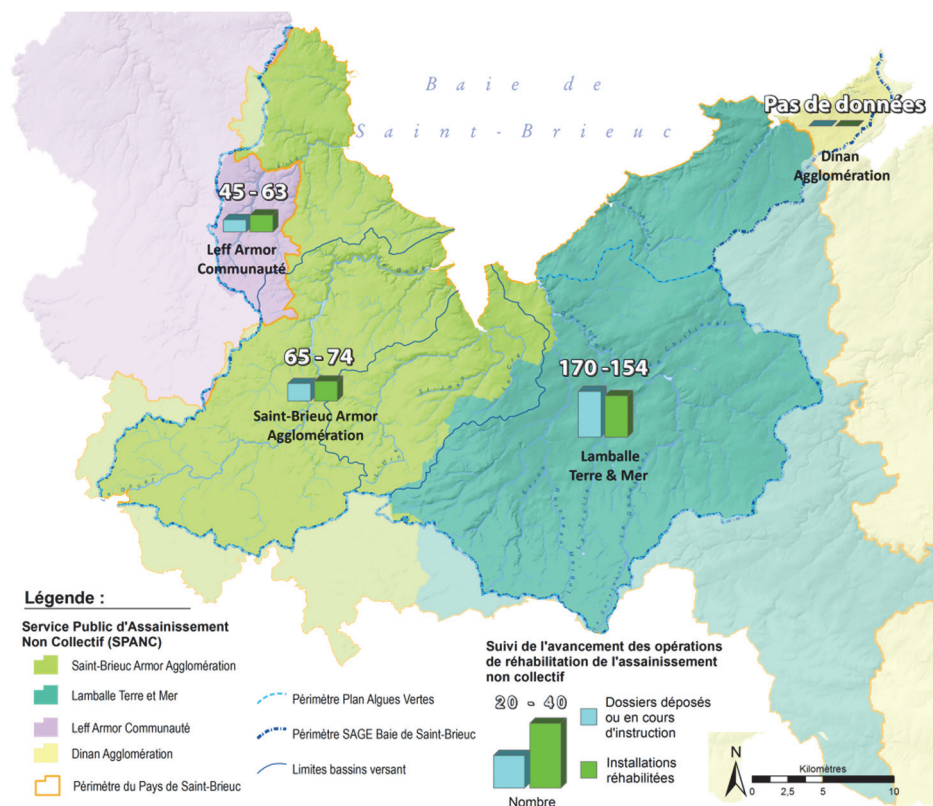 Baie de
Saint-Brieuc
Pas de données
Dinan
Agglomération
45 - 63
Leff Armor
Communauté
65 - 74
Saint-Brieuc Armor
Agglomération
170 -154
Lamballe
Terre & Mer
Légende :
Service Public d'Assainissement
Non Collectif (SPANC)
Saint-Brieuc Armor Agglomération
Lamballe Terre et Mer
Leff Armor Communauté
Dinan Agglomération
Périmètre du Pays de Saint-Brieuc
Périmètre Plan Algues Vertes
Périmètre SAGE Baie de Saint-Brieuc
Limites bassins versant
Suivi de l'avancement des opérations
de réhabilitation de l'assainissement
non collectif
20 - 40
Nombre
Dossiers déposés
ou en cours
d'instruction
Installations
réhabilitées
N
Kilomètres
0 2,5 5 10